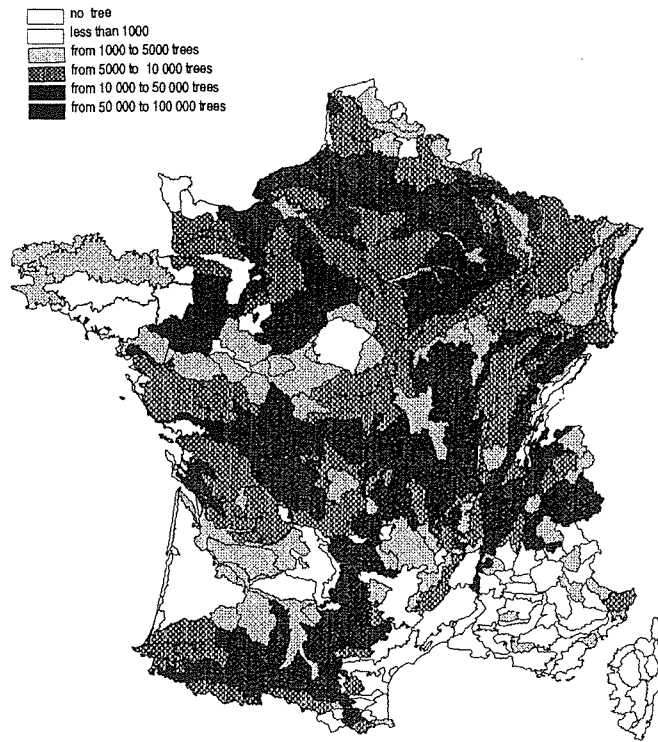 no tree
less than 1000
from 1000 to 5000 trees
from 5000 to 10 000 trees
from 10 000 to 50 000 trees
from 50 000 to 100 000 trees